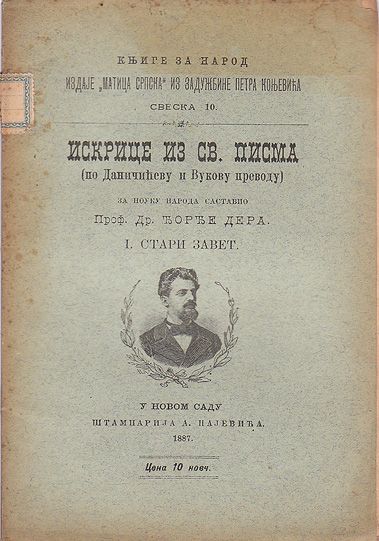 КЊИГЕ ЗА НАРОД
ИЗДАЈЕ „МАТИЦА СРПСКА“ ИЗ ЗАДУЖБИНЕ ПЕТРА КОЊЕВИЋА
СВЕСКА 10.
ИСКРИЦЕ ИЗ СВ. ПИСМА
(по Даничићеву и Вукову преводу)
ЗА ПОУКУ НАРОДА САСТАВИО
Проф. Др. ЂОРЂЕ ДЕРА.
I. СТАРИ ЗАВЕТ.
У НОВОМ САДУ
ШТАМПАРИЈА А. ПАЈЕВИЋА.
1887.
Цена 10 новч.